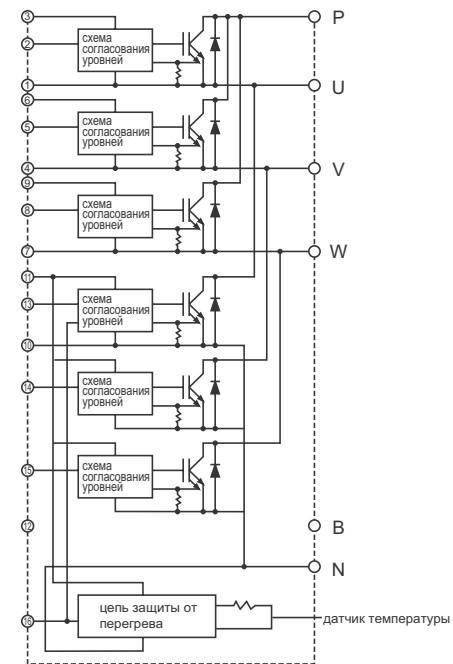 ③ P
схема
согласования
уровней
②
① U
⑥
схема
согласования
уровней
⑤
④ V
⑨
схема
согласования
уровней
⑧
⑦ W
⑪
схема
согласования
уровней
⑬
⑩
схема
согласования
уровней
⑭
схема
согласования
уровней
⑮
⑫ B
N
цепь защиты от
перегрева
⑯
датчик температуры